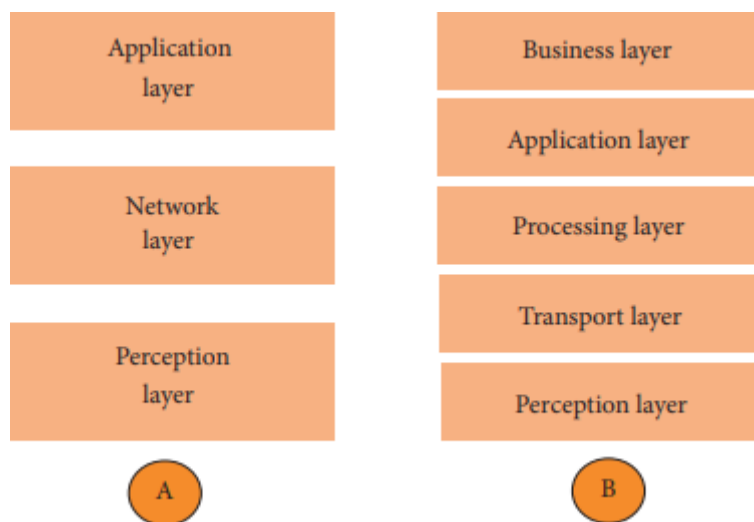 Application
layer
Network
layer
Perception
layer
A
Business layer
Application layer
Processing layer
Transport layer
Perception layer
B